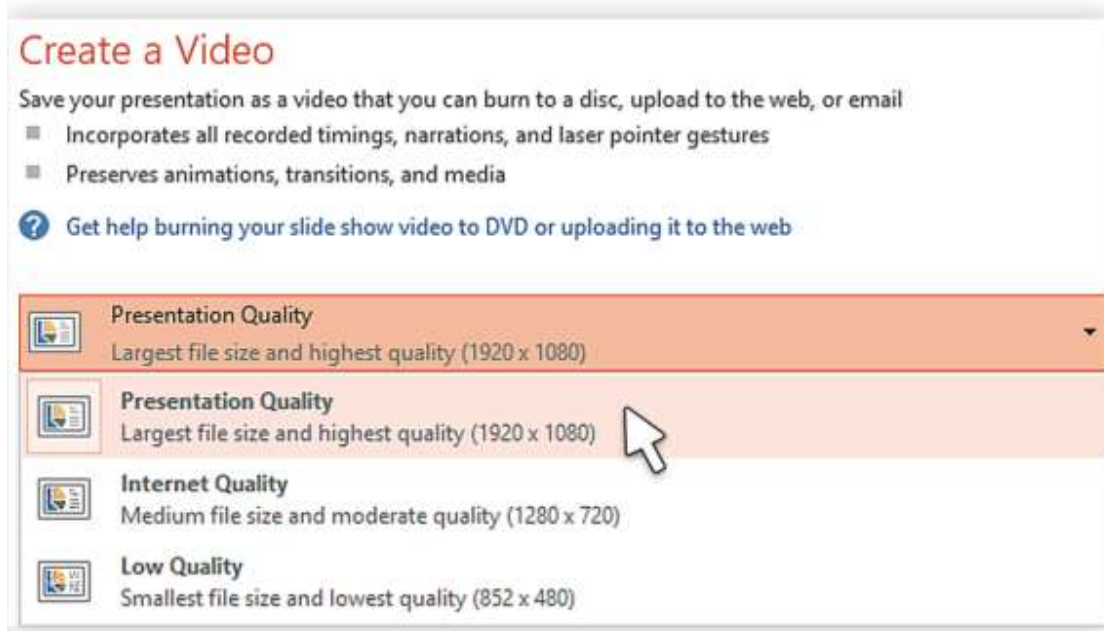 Create a Video
Save your presentation as a video that you can burn to a disc, upload to the web, or email
Incorporates all recorded timings, narrations, and laser pointer gestures
Preserves animations, transitions, and media
Get help burning your slide show video to DVD or uploading it to the web
Presentation Quality
Largest file size and highest quality (1920 x 1080)
Presentation Quality
Largest file size and highest quality (1920 x 1080)
Internet Quality
Medium file size and moderate quality (1280 x 720)
Low Quality
Smallest file size and lowest quality (852 x 480)